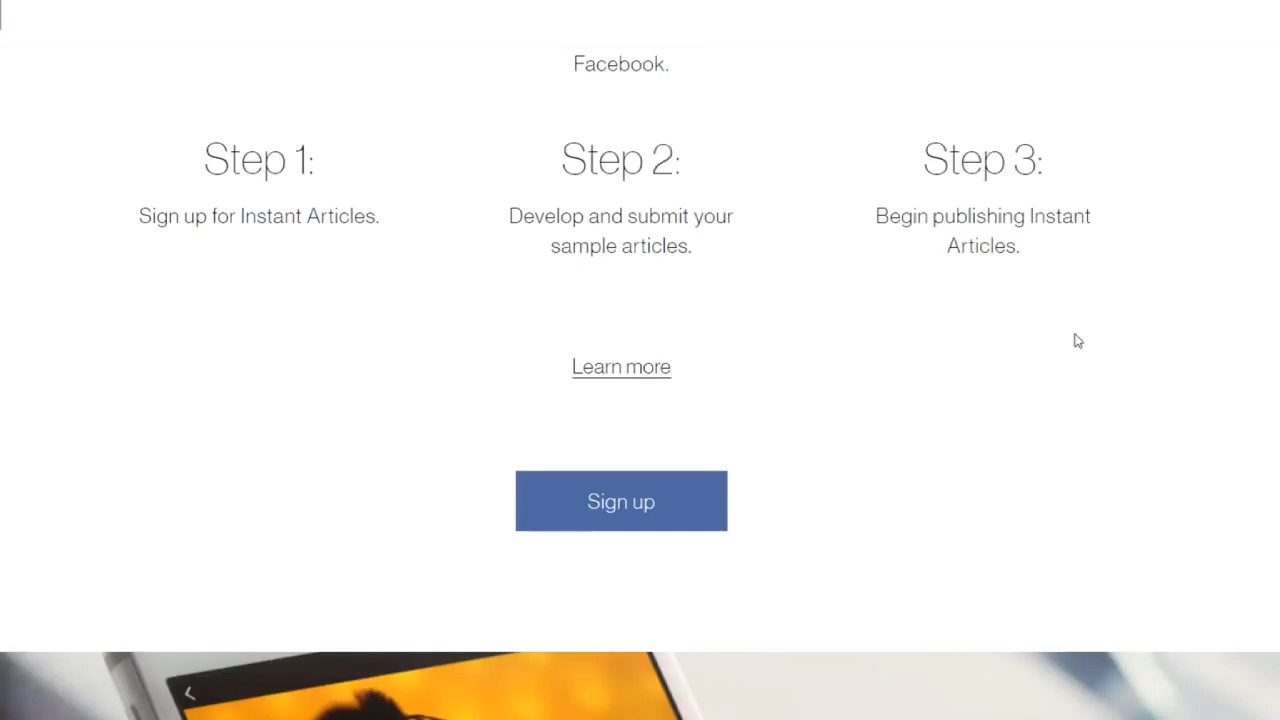 Facebook.
Step 1:
Sign up for Instant Articles.
Step 2:
Develop and submit your
sample articles.
Step 3:
Begin publishing Instant
Articles.
Learn more
Sign up